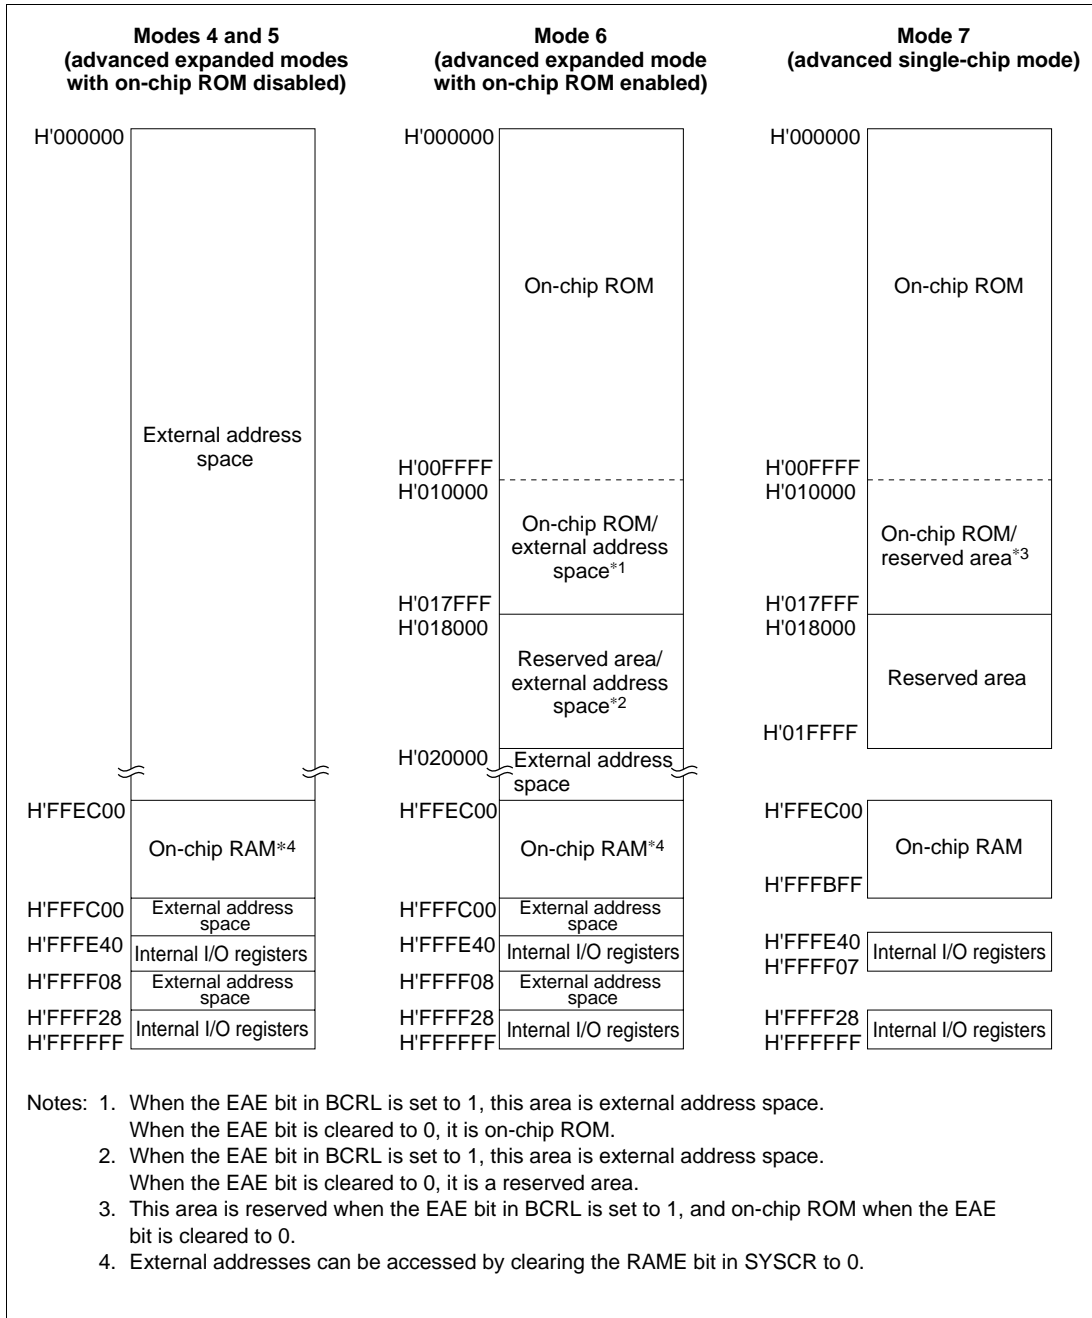 Modes 4 and 5
(advanced expanded modes
with on-chip ROM disabled)
H'000000
External address
space
H'FFEC00
On-chip RAM*4
H'FFFC00
External address
space
H'FFFE40
Internal I/O registers
H'FFFF08
External address
space
H'FFFF28
Internal I/O registers
H'FFFFFF
Mode 6
(advanced expanded mode
with on-chip ROM enabled)
H'000000
On-chip ROM
H'00FFFF
H'010000
On-chip ROM/
external address
space*1
H'017FFF
H'018000
Reserved area/
external address
space*2
H'020000
External address
space
H'FFEC00
On-chip RAM*4
H'FFFC00
External address
space
H'FFFE40
Internal I/O registers
H'FFFF08
External address
space
H'FFFF28
Internal I/O registers
H'FFFFFF
Mode 7
(advanced single-chip mode)
H'000000
On-chip ROM
H'00FFFF
H'010000
On-chip ROM/
reserved area*3
H'017FFF
H'018000
Reserved area
H'01FFFF
H'FFEC00
On-chip RAM
H'FFFBFF
H'FFFE40
Internal I/O registers
H'FFFF07
H'FFFF28
Internal I/O registers
H'FFFFFF
Notes: 1. When the EAE bit in BCRL is set to 1, this area is external address space.
When the EAE bit is cleared to 0, it is on-chip ROM.
2. When the EAE bit in BCRL is set to 1, this area is external address space.
When the EAE bit is cleared to 0, it is a reserved area.
3. This area is reserved when the EAE bit in BCRL is set to 1, and on-chip ROM when the EAE
bit is cleared to 0.
4. External addresses can be accessed by clearing the RAME bit in SYSCR to 0.